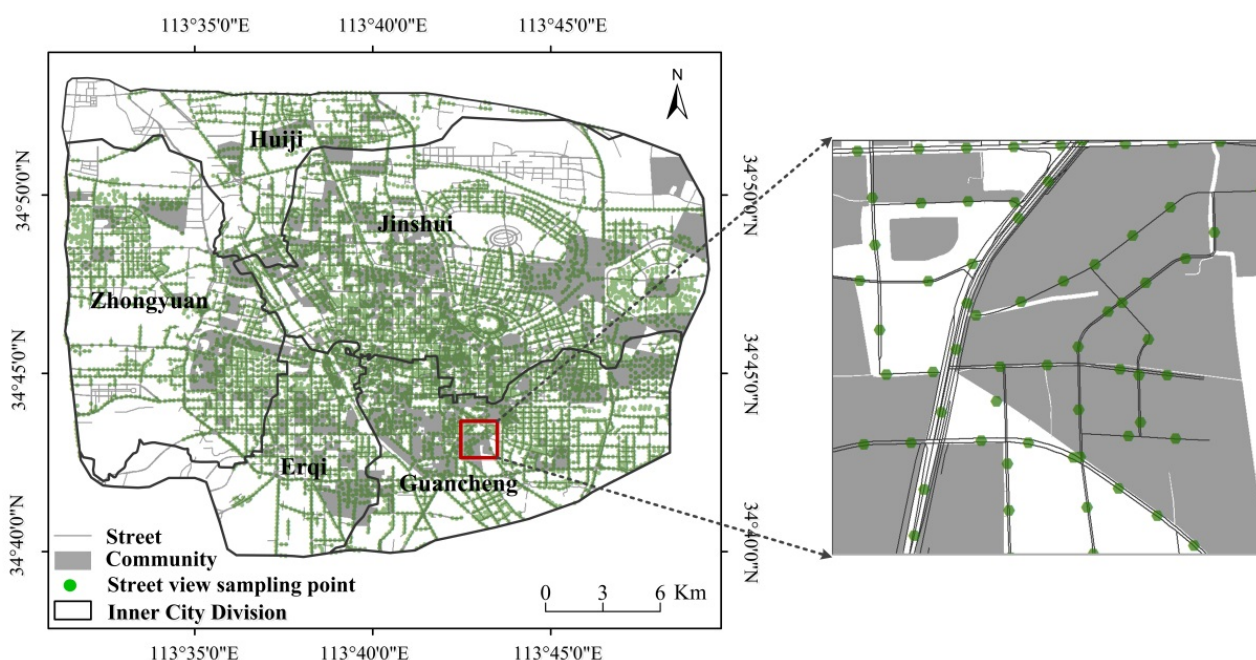 113°35'0"E 113°40'0"E 113°45'0"E
N
Huiji
34°50'0"N 34°50'0"N
Jinshui
Zhongyuan
34°45'0"N 34°45'0"N
Erqi
Guancheng
34°40'0"N 34°40'0"N
Street
Community
Street view sampling point
Inner City Division
0 3 6 Km
113°35'0"E 113°40'0"E 113°45'0"E